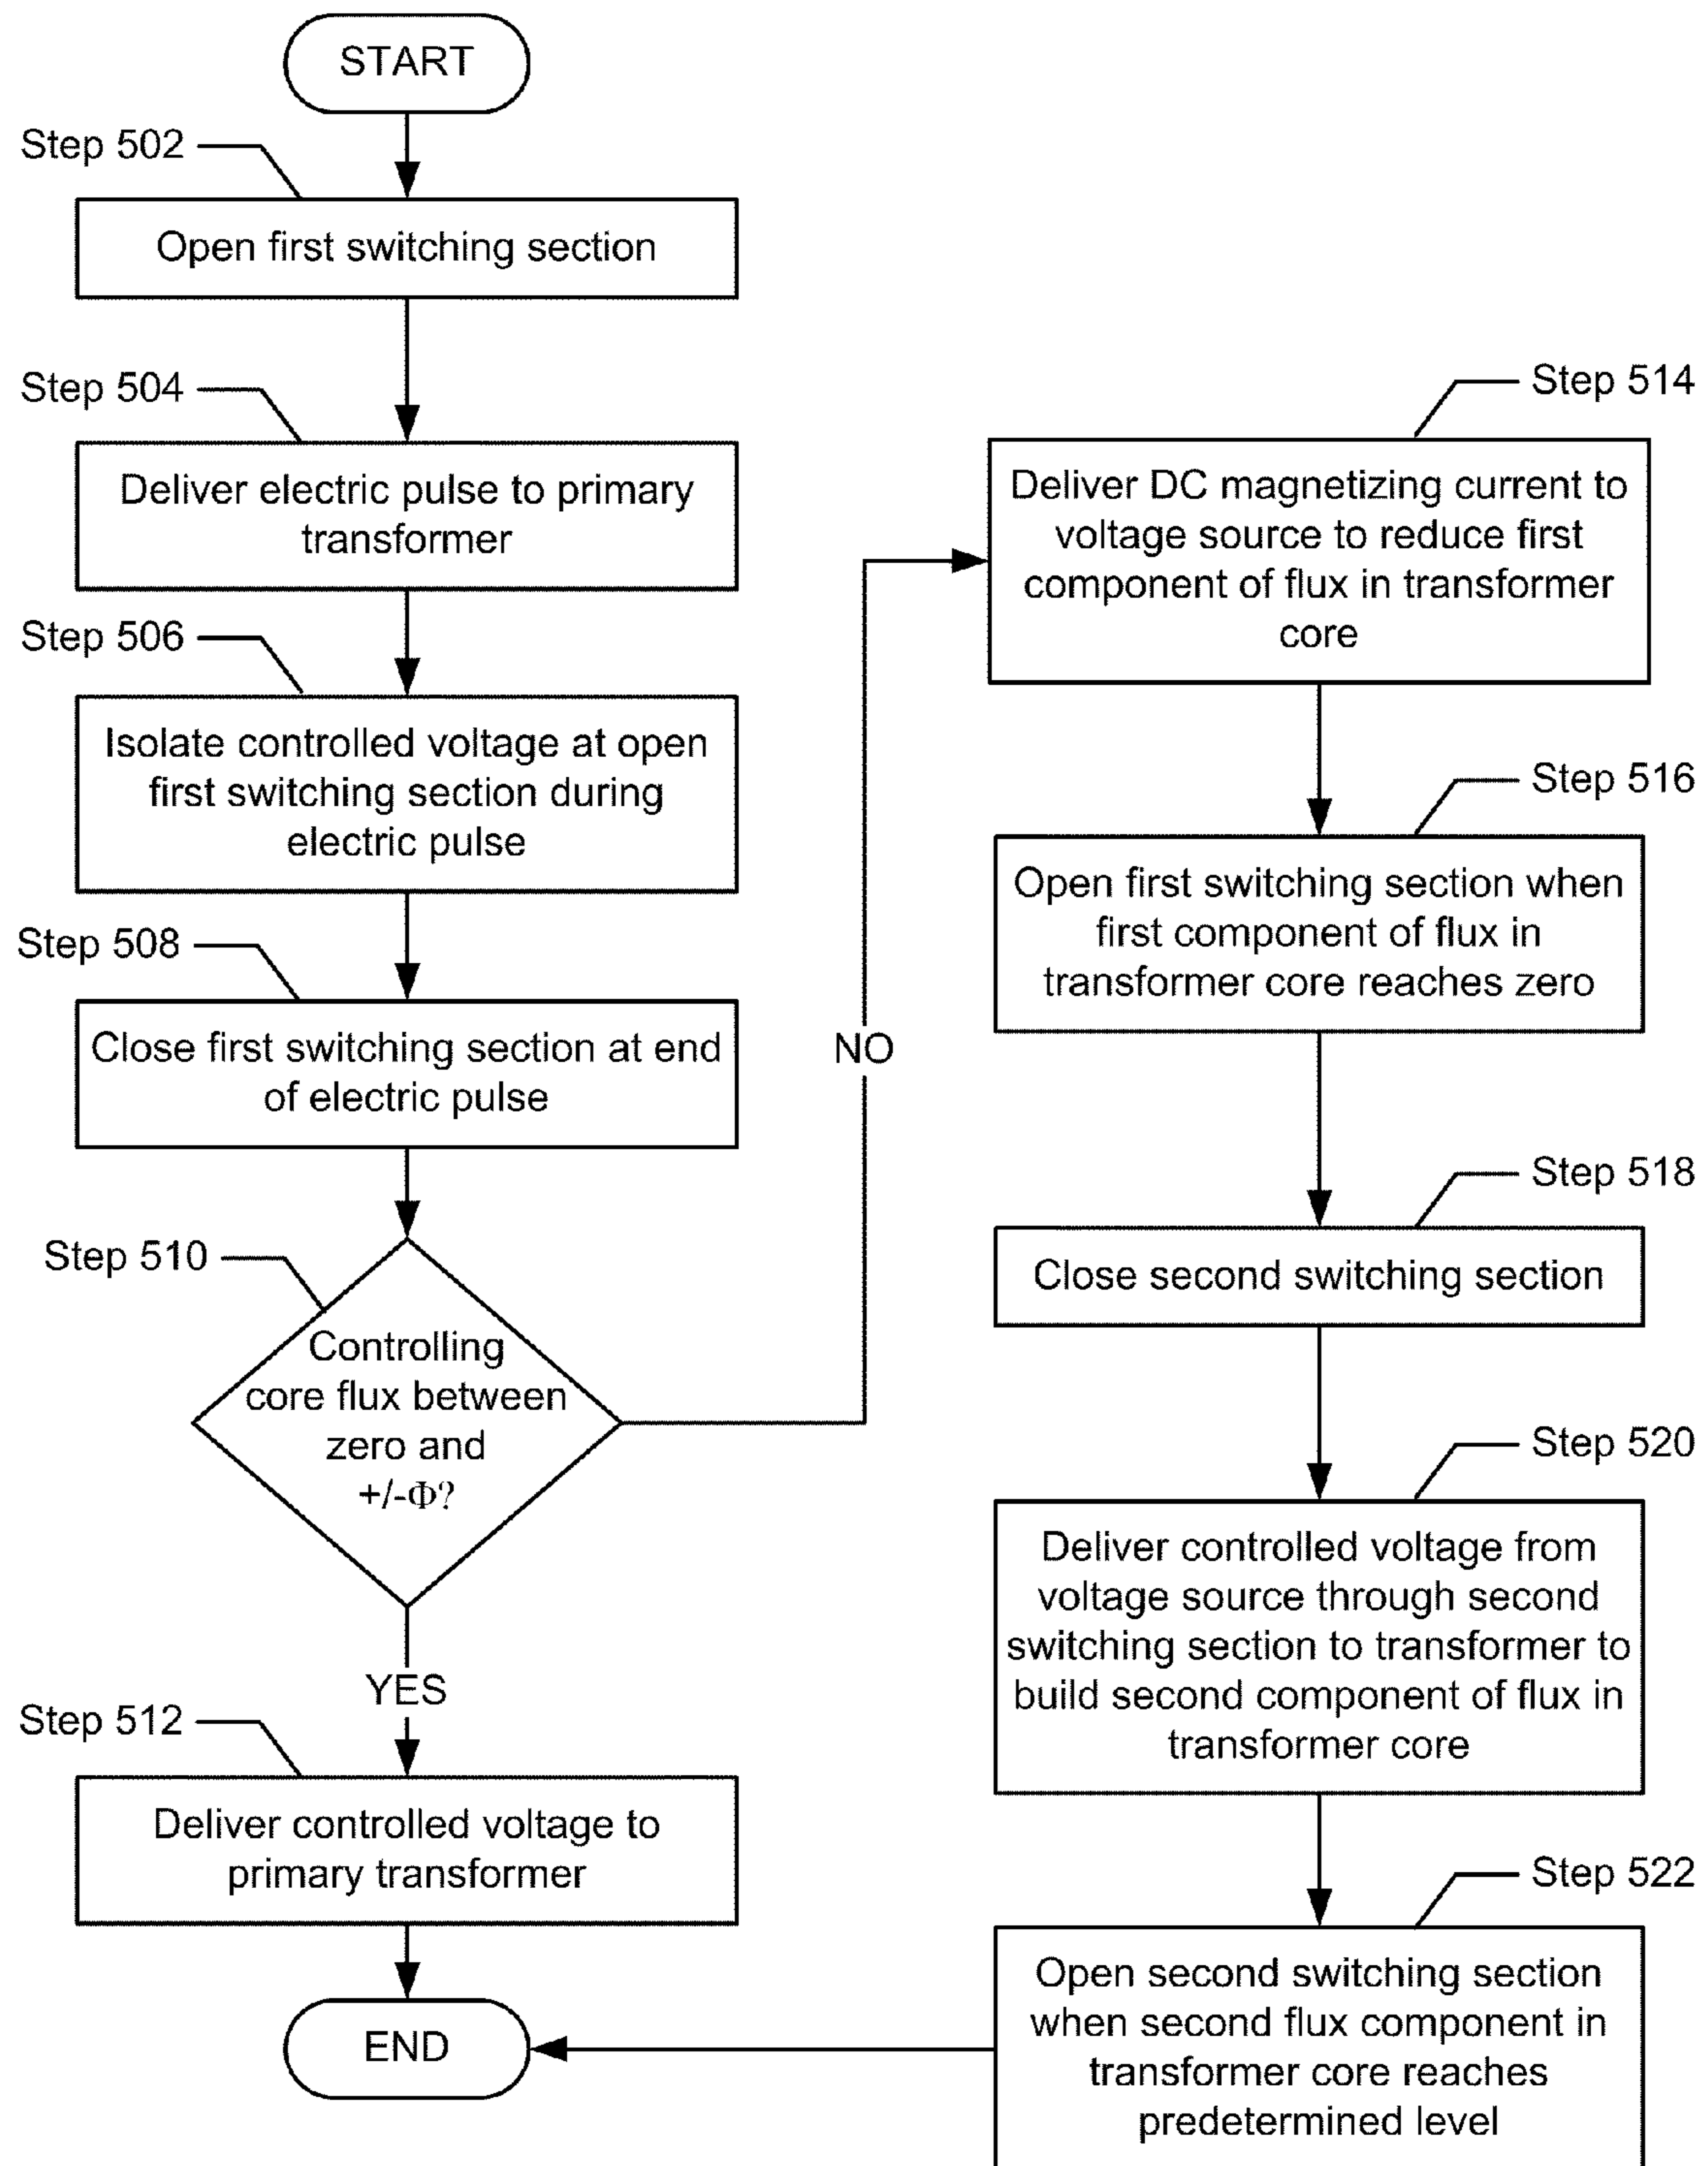 START
Step 502
Open first switching section
Step 504
Deliver electric pulse to primary
transformer
Step 506
Isolate controlled voltage at open
first switching section during
electric pulse
Step 508
Close first switching section at end
of electric pulse
Step 510
Controlling
core flux between
zero and
+/-Φ?
YES
Step 512
Deliver controlled voltage to
primary transformer
END
NO
Step 514
Deliver DC magnetizing current to
voltage source to reduce first
component of flux in transformer
core
Step 516
Open first switching section when
first component of flux in
transformer core reaches zero
Step 518
Close second switching section
Step 520
Deliver controlled voltage from
voltage source through second
switching section to transformer to
build second component of flux in
transformer core
Step 522
Open second switching section
when second flux component in
transformer core reaches
predetermined level